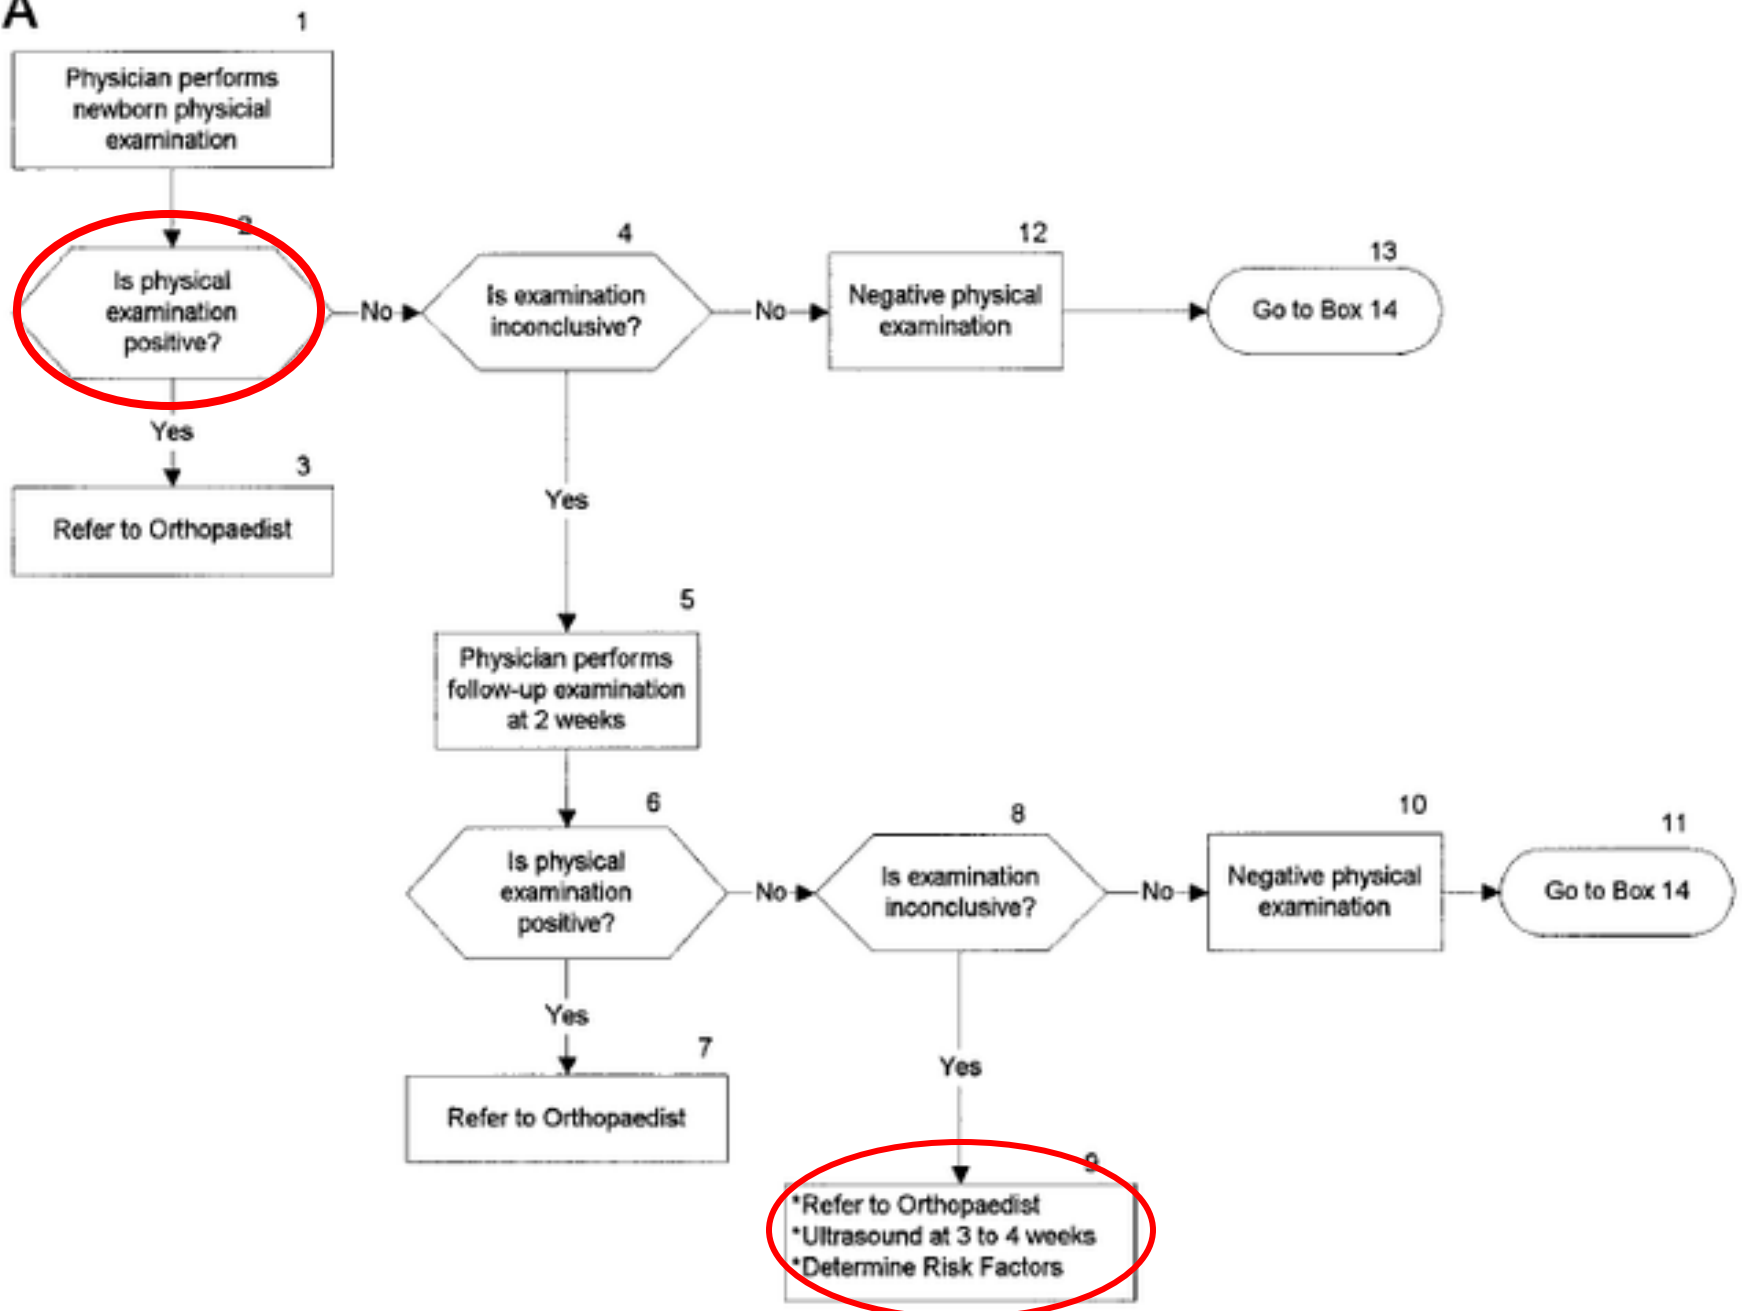 A
1
Physician performs
newborn physicial
examination
2
Is physical
examination
positive?
No
4
Is examination
inconclusive?
No
12
Negative physical
examination
13
Go to Box 14
Yes
3
Refer to Orthopaedist
Yes
5
Physician performs
follow-up examination
at 2 weeks
6
Is physical
examination
positive?
No
8
Is examination
inconclusive?
No
10
Negative physical
examination
11
Go to Box 14
Yes
7
Refer to Orthopaedist
Yes
9
*Refer to Orthopaedist
*Ultrasound at 3 to 4 weeks
*Determine Risk Factors